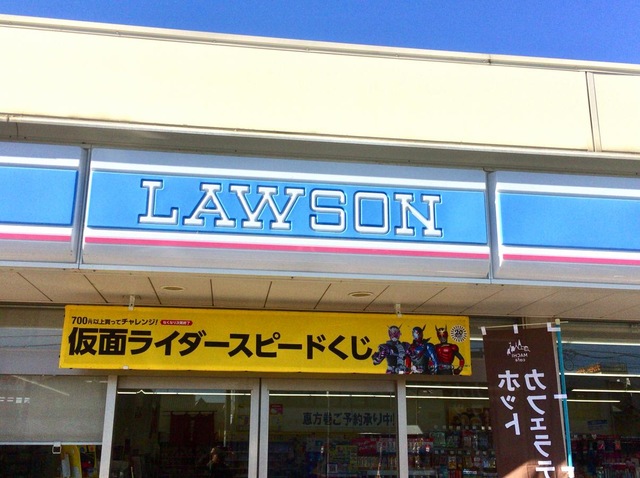 LAWSON
700円以上買ってチャレンジ!
仮面ライダースピードくじ
恵方巻ご予約承り中
MACHI
café
カフェラテ
ホット